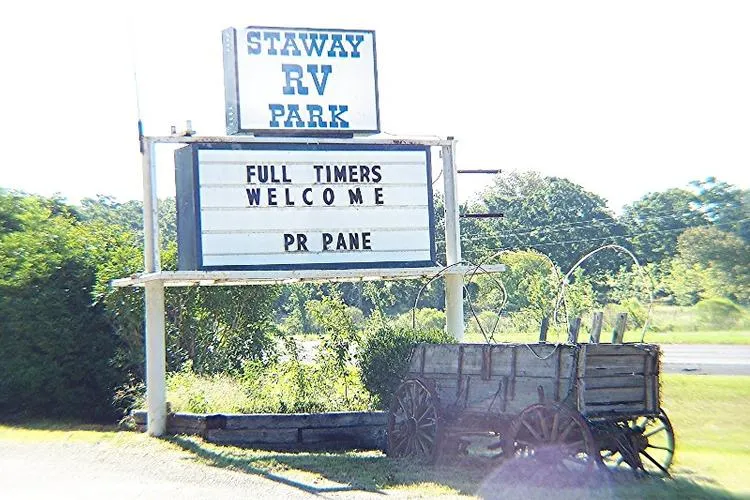 STAWAY
RV
PARK
FULL TIMERS
WELCOME
PR PANE